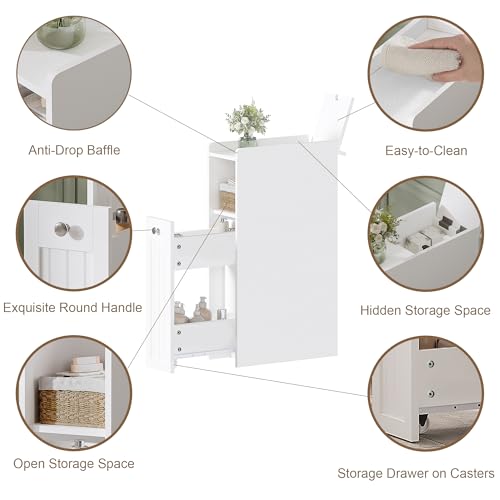 Anti-Drop Baffle
Easy-to-Clean
Exquisite Round Handle
Hidden Storage Space
Open Storage Space
Storage Drawer on Casters